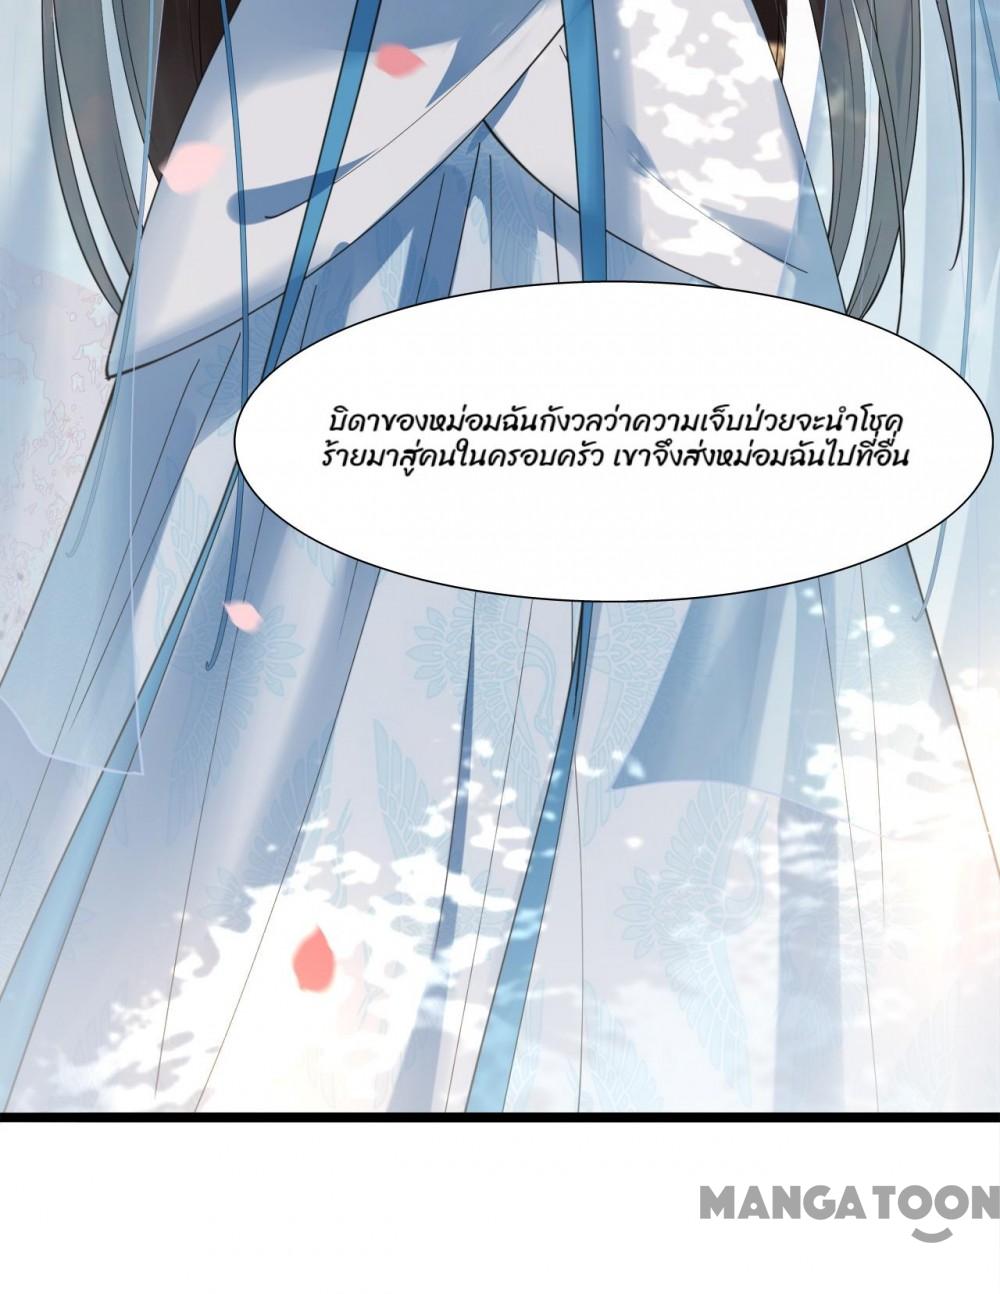 บิดาของหม่อมฉันกังวลว่าความเจ็บป่วยจะนำโชค
ร้ายมาสู่คนในครอบครัว เขาจึงส่งหม่อมฉันไปที่อื่น
MANGATOON